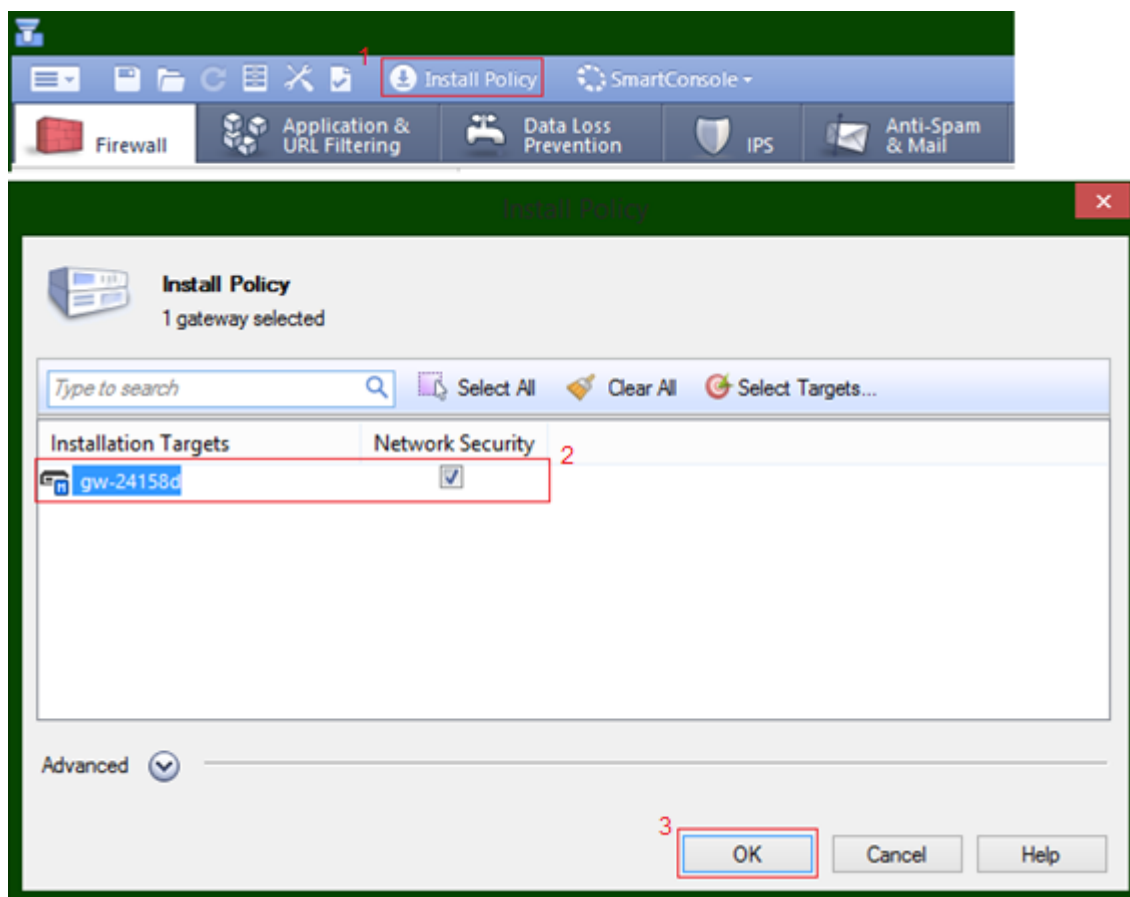 1
Install Policy
SmartConsole
Firewall
Application &
URL Filtering
Data Loss
Prevention
IPS
Anti-Spam
& Mail
Install Policy
Install Policy
1 gateway selected
Type to search
Select All
Clear All
Select Targets...
Installation Targets
Network Security
2
gw-24158d
Advanced
3
OK
Cancel
Help